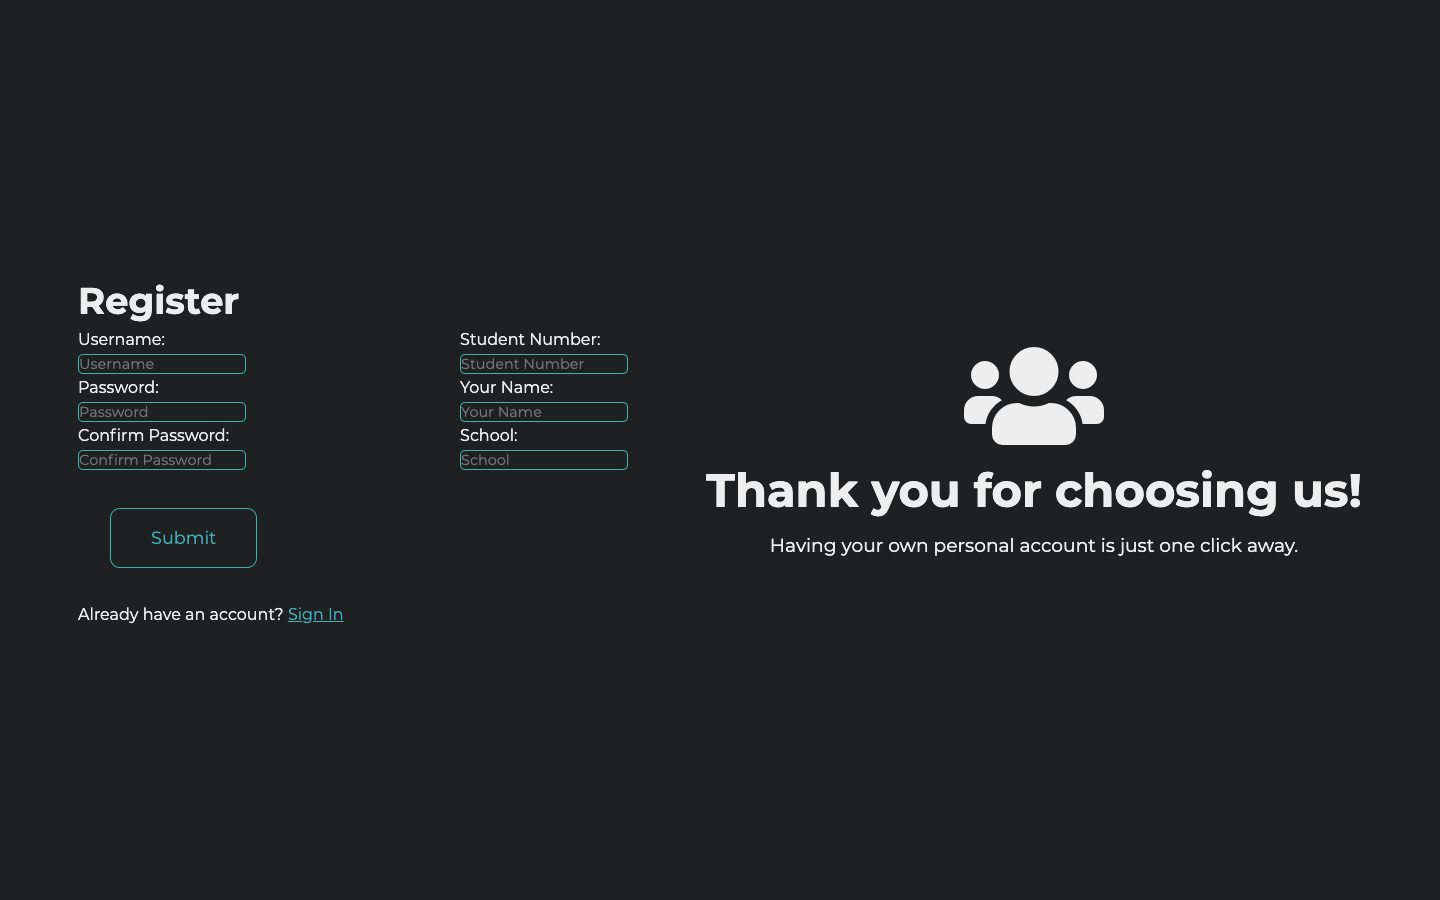 Register
Username:
Username
Password:
Password
Confirm Password:
Confirm Password
Student Number:
Student Number
Your Name:
Your Name
School:
School
Submit
Already have an account? Sign In
Thank you for choosing us!
Having your own personal account is just one click away.